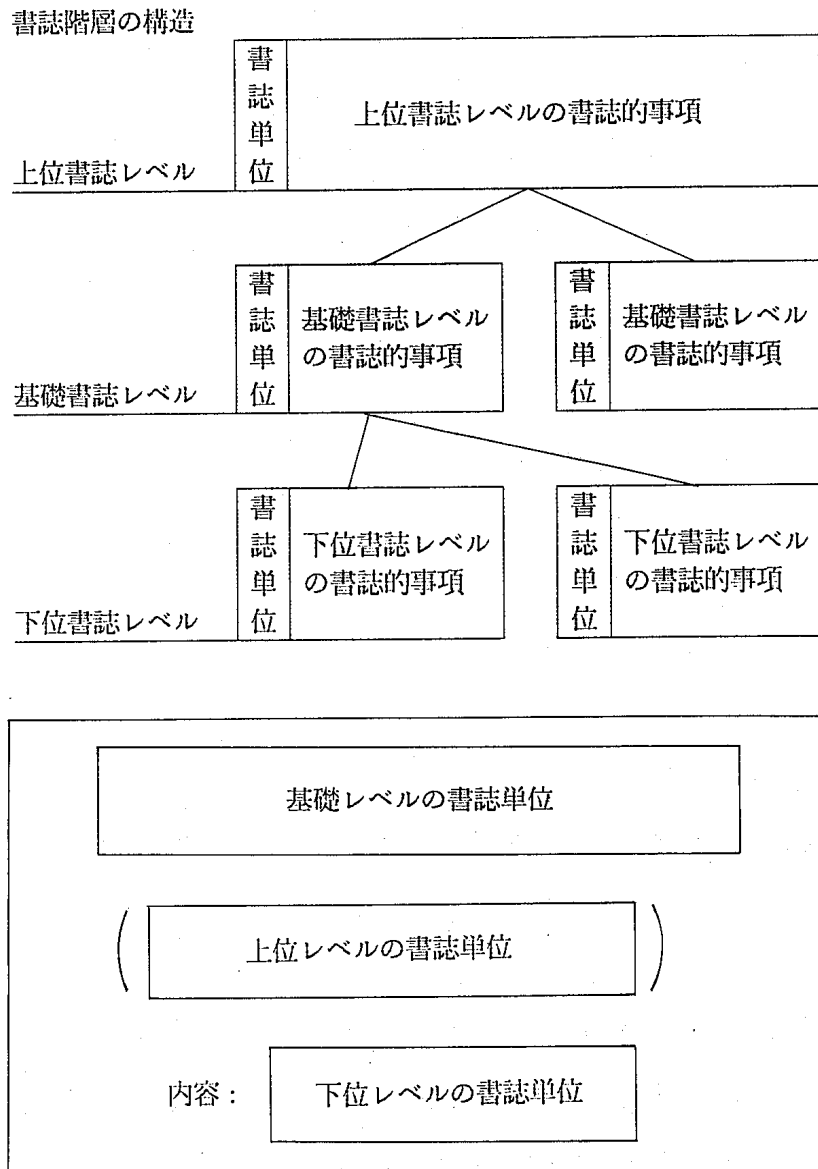 書誌階層の構造
書誌単位
上位書誌レベルの書誌的事項
上位書誌レベル
書誌単位
基礎書誌レベル
の書誌的事項
書誌単位
基礎書誌レベル
の書誌的事項
基礎書誌レベル
書誌単位
下位書誌レベル
の書誌的事項
書誌単位
下位書誌レベル
の書誌的事項
下位書誌レベル
基礎レベルの書誌単位
(上位レベルの書誌単位)
内容: 下位レベルの書誌単位